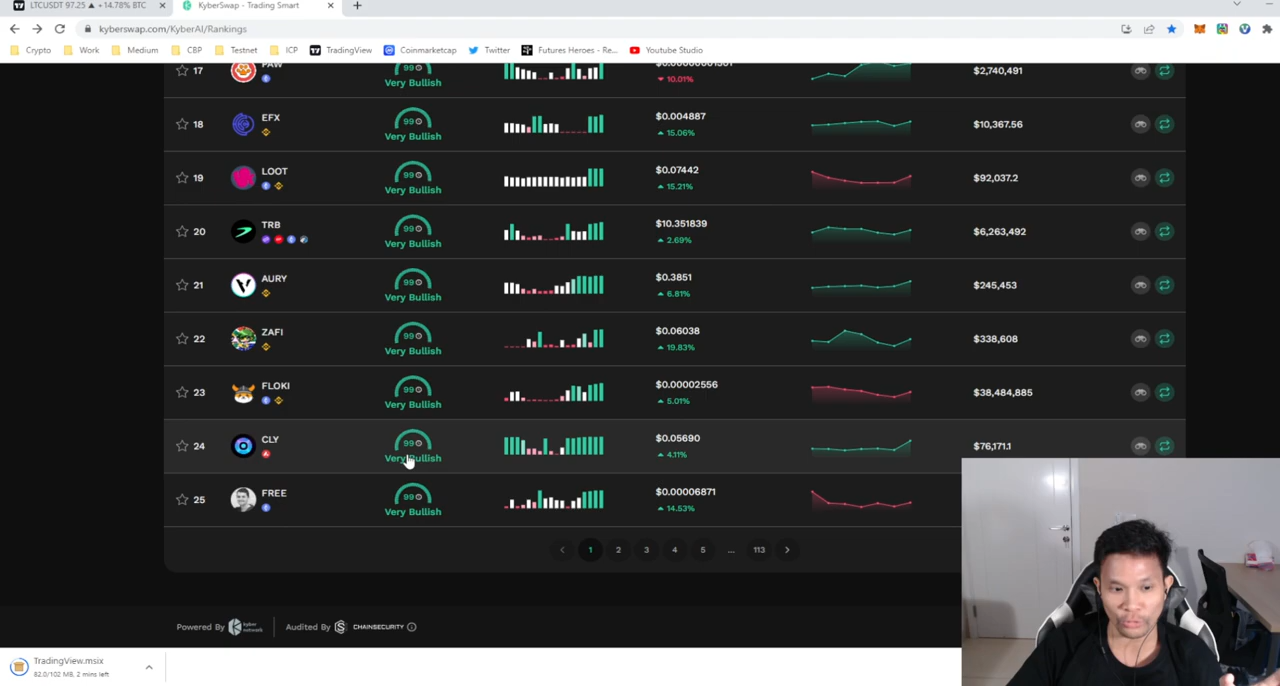 LTCUSDT 97.25 ▲ +14.78% BTC
KyberSwap - Trading Smart
kyberswap.com/KyberAI/Rankings
Crypto Work Medium CBP Testnet ICP TradingView Coinmarketcap Twitter Futures Heroes - Re... Youtube Studio
17 PAW 99 Very Bullish
10.01%
$2,740,491
18 EFX 99 Very Bullish
$0.004887
15.06%
$10,367.56
19 LOOT 99 Very Bullish
$0.07442
15.21%
$92,037.2
20 TRB 99 Very Bullish
$10.351839
2.69%
$6,263,492
21 AURY 99 Very Bullish
$0.3851
6.81%
$245,453
22 ZAFI 99 Very Bullish
$0.06038
19.83%
$338,608
23 FLOKI 99 Very Bullish
$0.00002556
5.01%
$38,484,885
24 CLY 99 Very Bullish
$0.05690
4.11%
$76,171.1
25 FREE 99 Very Bullish
$0.00006871
14.53%
1 2 3 4 5 ... 113
Powered By kyber network Audited By CHAINSECURITY
TradingView.msix
82.0/102 MB, 2 mins left